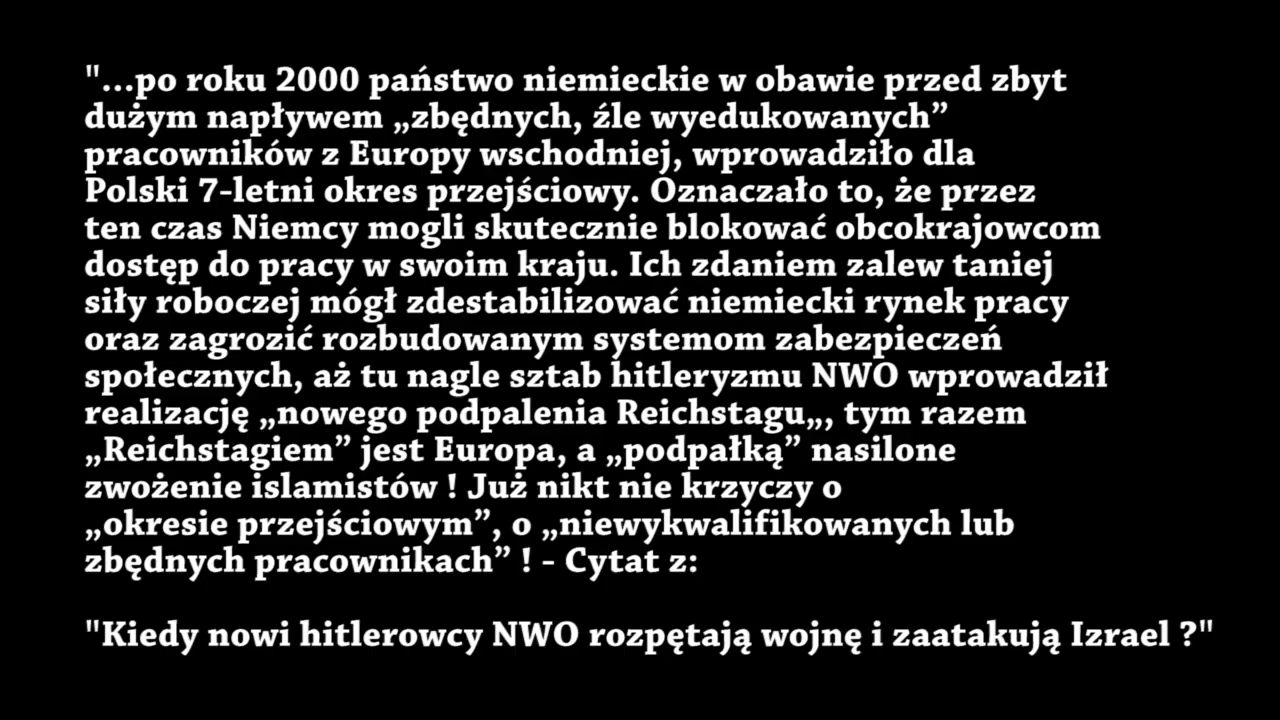 "...po roku 2000 państwo niemieckie w obawie przed zbyt
dużym napływem „zbędnych, źle wyedukowanych”
pracowników z Europy wschodniej, wprowadziło dla
Polski 7-letni okres przejściowy. Oznaczało to, że przez
ten czas Niemcy mogli skutecznie blokować obcokrajowcom
dostęp do pracy w swoim kraju. Ich zdaniem zalew taniej
siły roboczej mógł zdestabilizować niemiecki rynek pracy
oraz zagrozić rozbudowanym systemom zabezpieczeń
społecznych, aż tu nagle sztab hitleryzmu NWO wprowadził
realizację „nowego podpalenia Reichstagu„, tym razem
„Reichstagiem” jest Europa, a „podpałką” nasilone
zwożenie islamistów ! Już nikt nie krzyczy o
„okresie przejściowym”, o „niewykwalifikowanych lub
zbędnych pracownikach” ! - Cytat z:
"Kiedy nowi hitlerowcy NWO rozpętają wojnę i zaatakują Izrael ?"